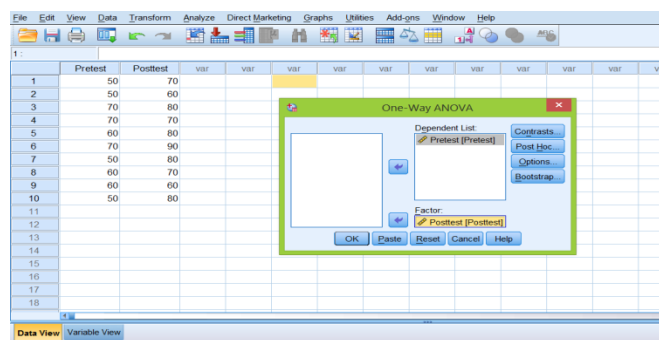 File Edit View Data Transform Analyze Direct Marketing Graphs Utilities Add-ons Window Help
1 :
Pretest Posttest var var var var var var var var var var
1 50 70
2 50 60
3 70 80
4 70 70
5 60 80
6 70 90
7 50 80
8 60 70
9 60 60
10 50 80
11
12
13
14
15
16
17
18
One-Way ANOVA
Dependent List:
Pretest [Pretest]
Contrasts...
Post Hoc...
Options...
Bootstrap...
Factor:
Posttest [Posttest]
OK Paste Reset Cancel Help
Data View Variable View